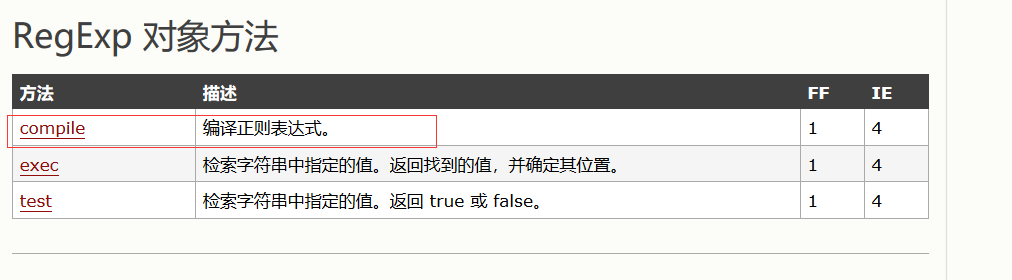 RegExp 对象方法
方法 描述 FF IE
compile 编译正则表达式。 1 4
exec 检索字符串中指定的值。返回找到的值，并确定其位置。 1 4
test 检索字符串中指定的值。返回 true 或 false。 1 4